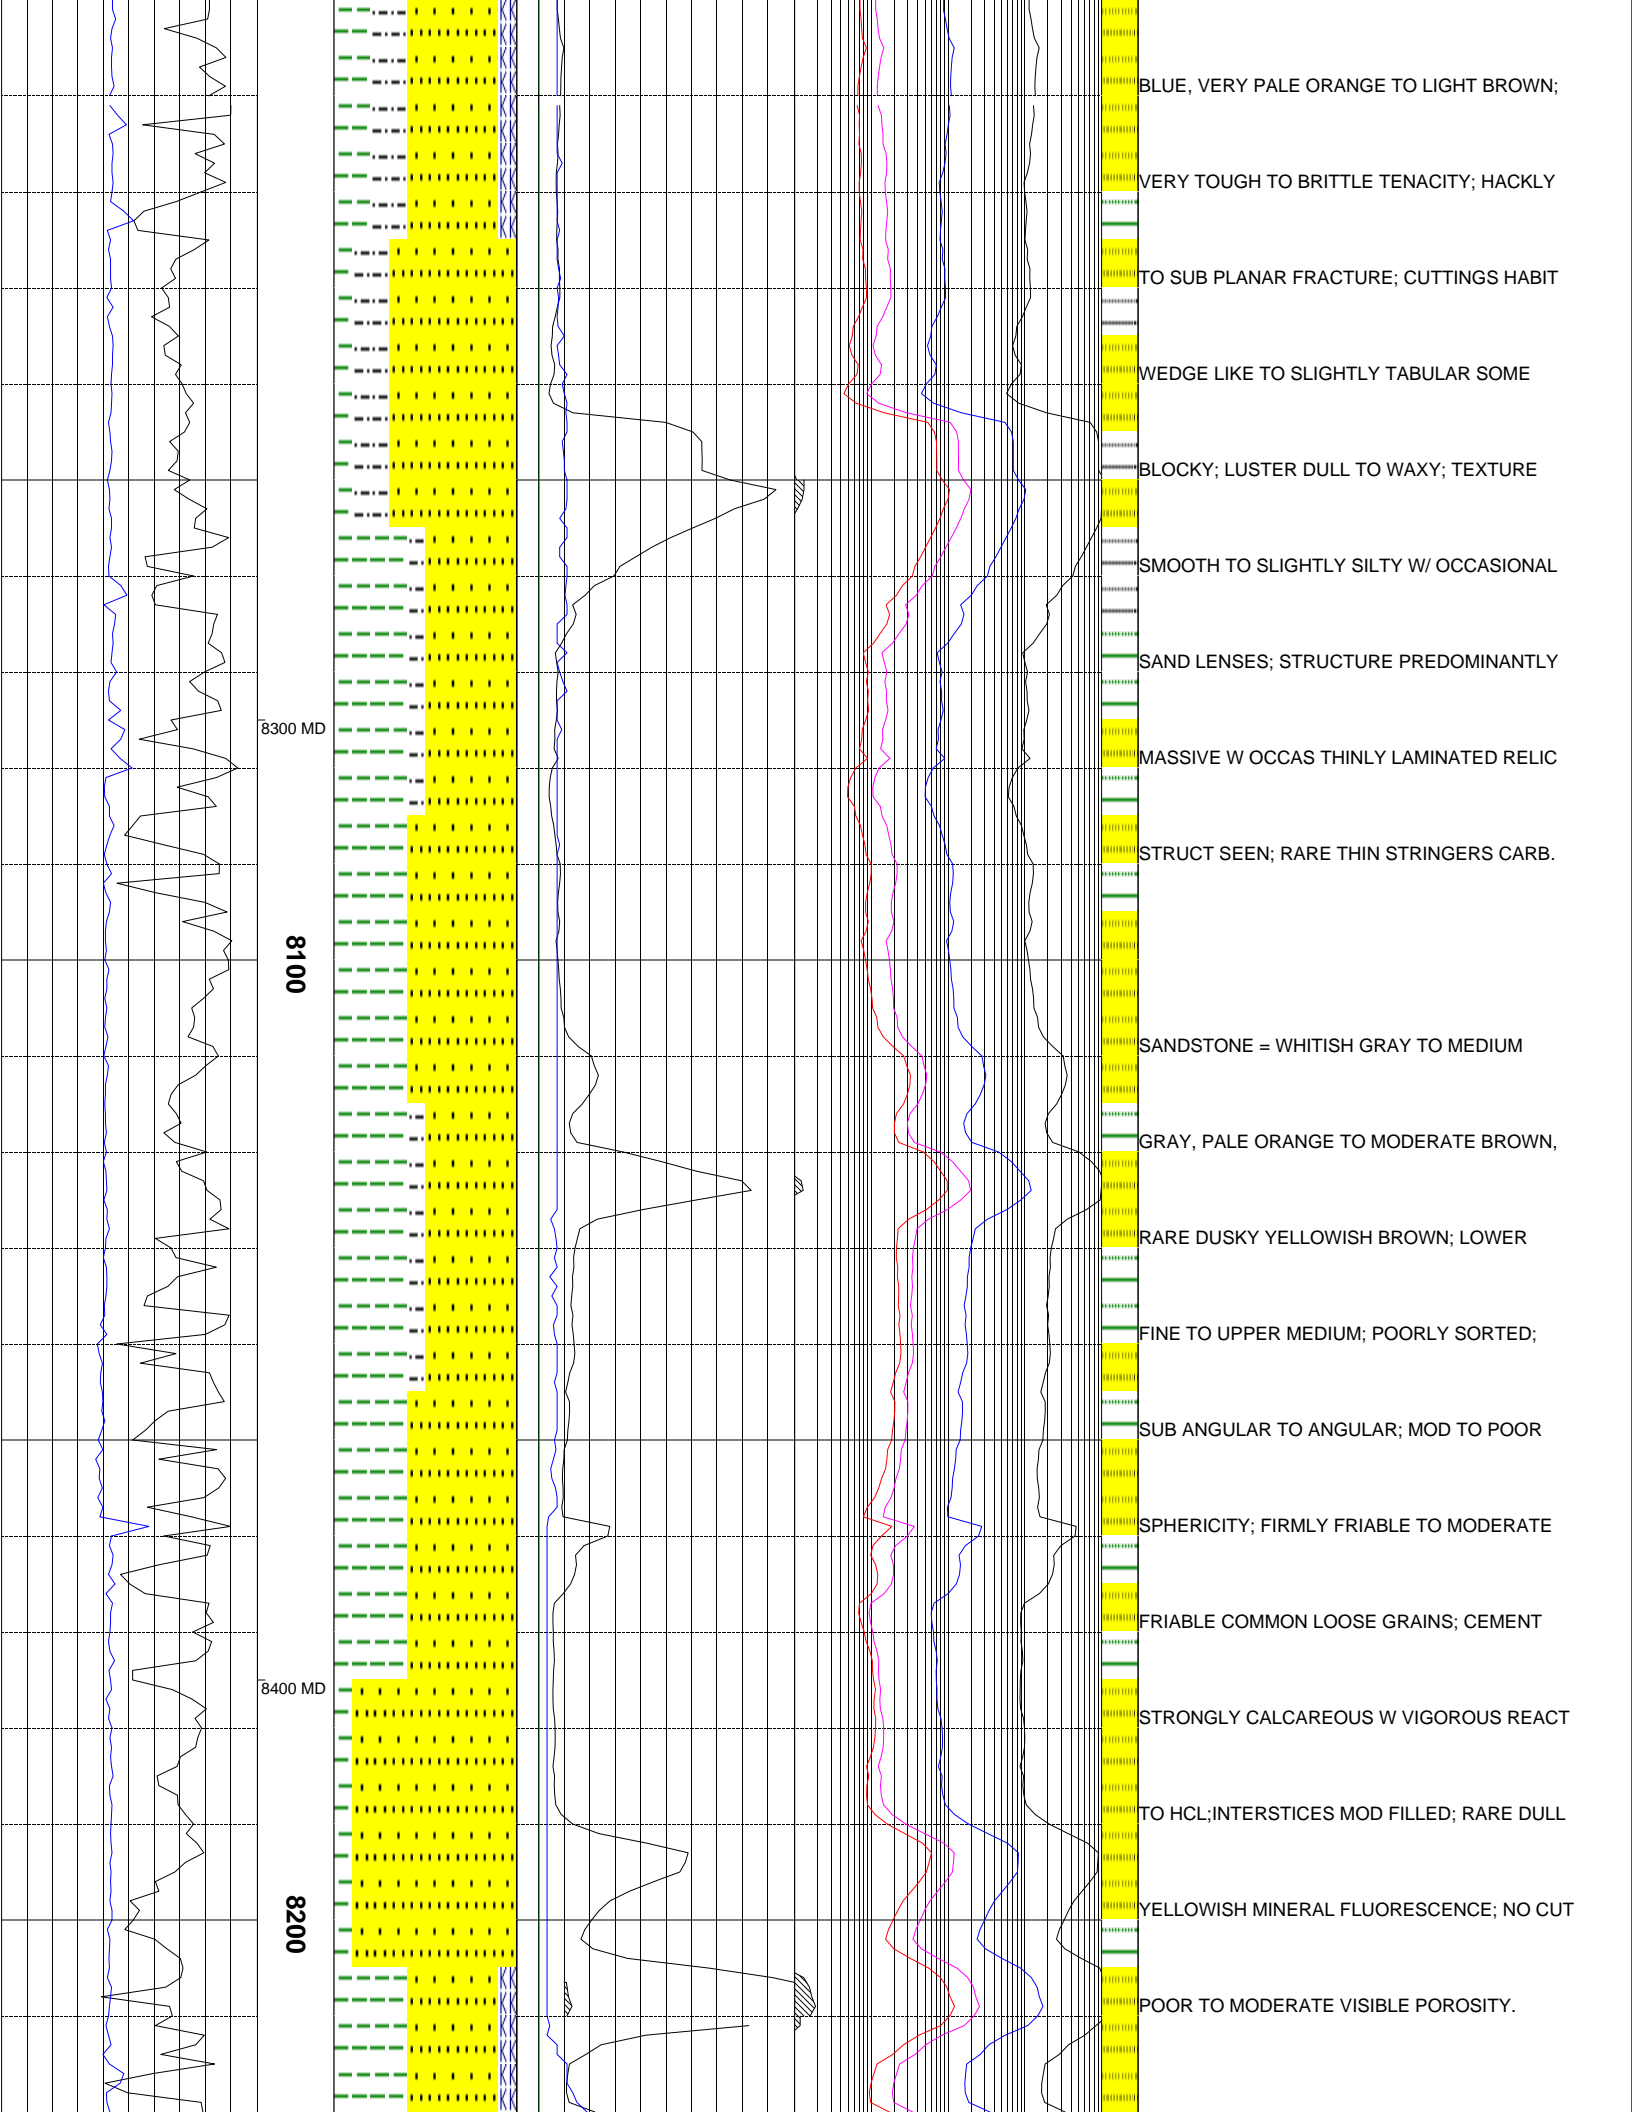 BLUE, VERY PALE ORANGE TO LIGHT BROWN;
VERY TOUGH TO BRITTLE TENACITY; HACKLY
TO SUB PLANAR FRACTURE; CUTTINGS HABIT
WEDGE LIKE TO SLIGHTLY TABULAR SOME
BLOCKY; LUSTER DULL TO WAXY; TEXTURE
SMOOTH TO SLIGHTLY SILTY W/ OCCASIONAL
SAND LENSES; STRUCTURE PREDOMINANTLY
8300 MD
MASSIVE W OCCAS THINLY LAMINATED RELIC
STRUCT SEEN; RARE THIN STRINGERS CARB.
8100
SANDSTONE = WHITISH GRAY TO MEDIUM
GRAY, PALE ORANGE TO MODERATE BROWN,
RARE DUSKY YELLOWISH BROWN; LOWER
FINE TO UPPER MEDIUM; POORLY SORTED;
SUB ANGULAR TO ANGULAR; MOD TO POOR
SPHERICITY; FIRMLY FRIABLE TO MODERATE
FRIABLE COMMON LOOSE GRAINS; CEMENT
8400 MD
STRONGLY CALCAREOUS W VIGOROUS REACT
TO HCL;INTERSTICES MOD FILLED; RARE DULL
YELLOWISH MINERAL FLUORESCENCE; NO CUT
8200
POOR TO MODERATE VISIBLE POROSITY.